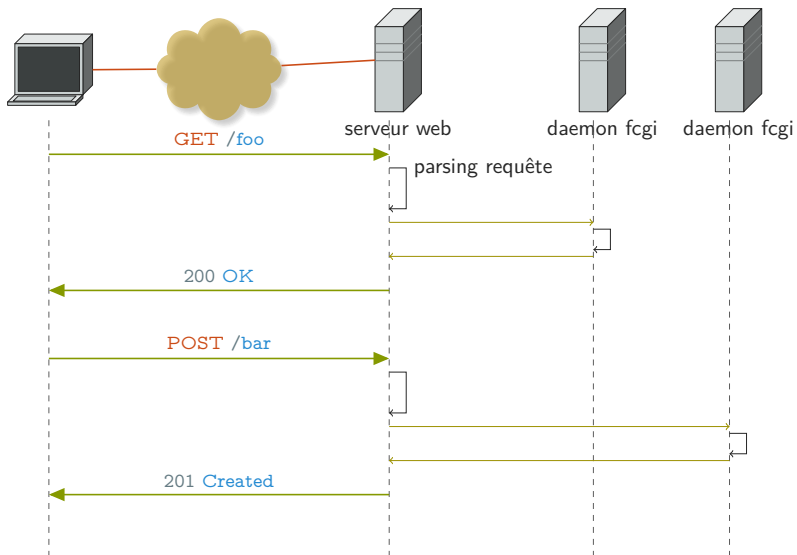 serveur web
daemon fcgi
daemon fcgi
GET /foo
parsing requête
200 OK
POST /bar
201 Created